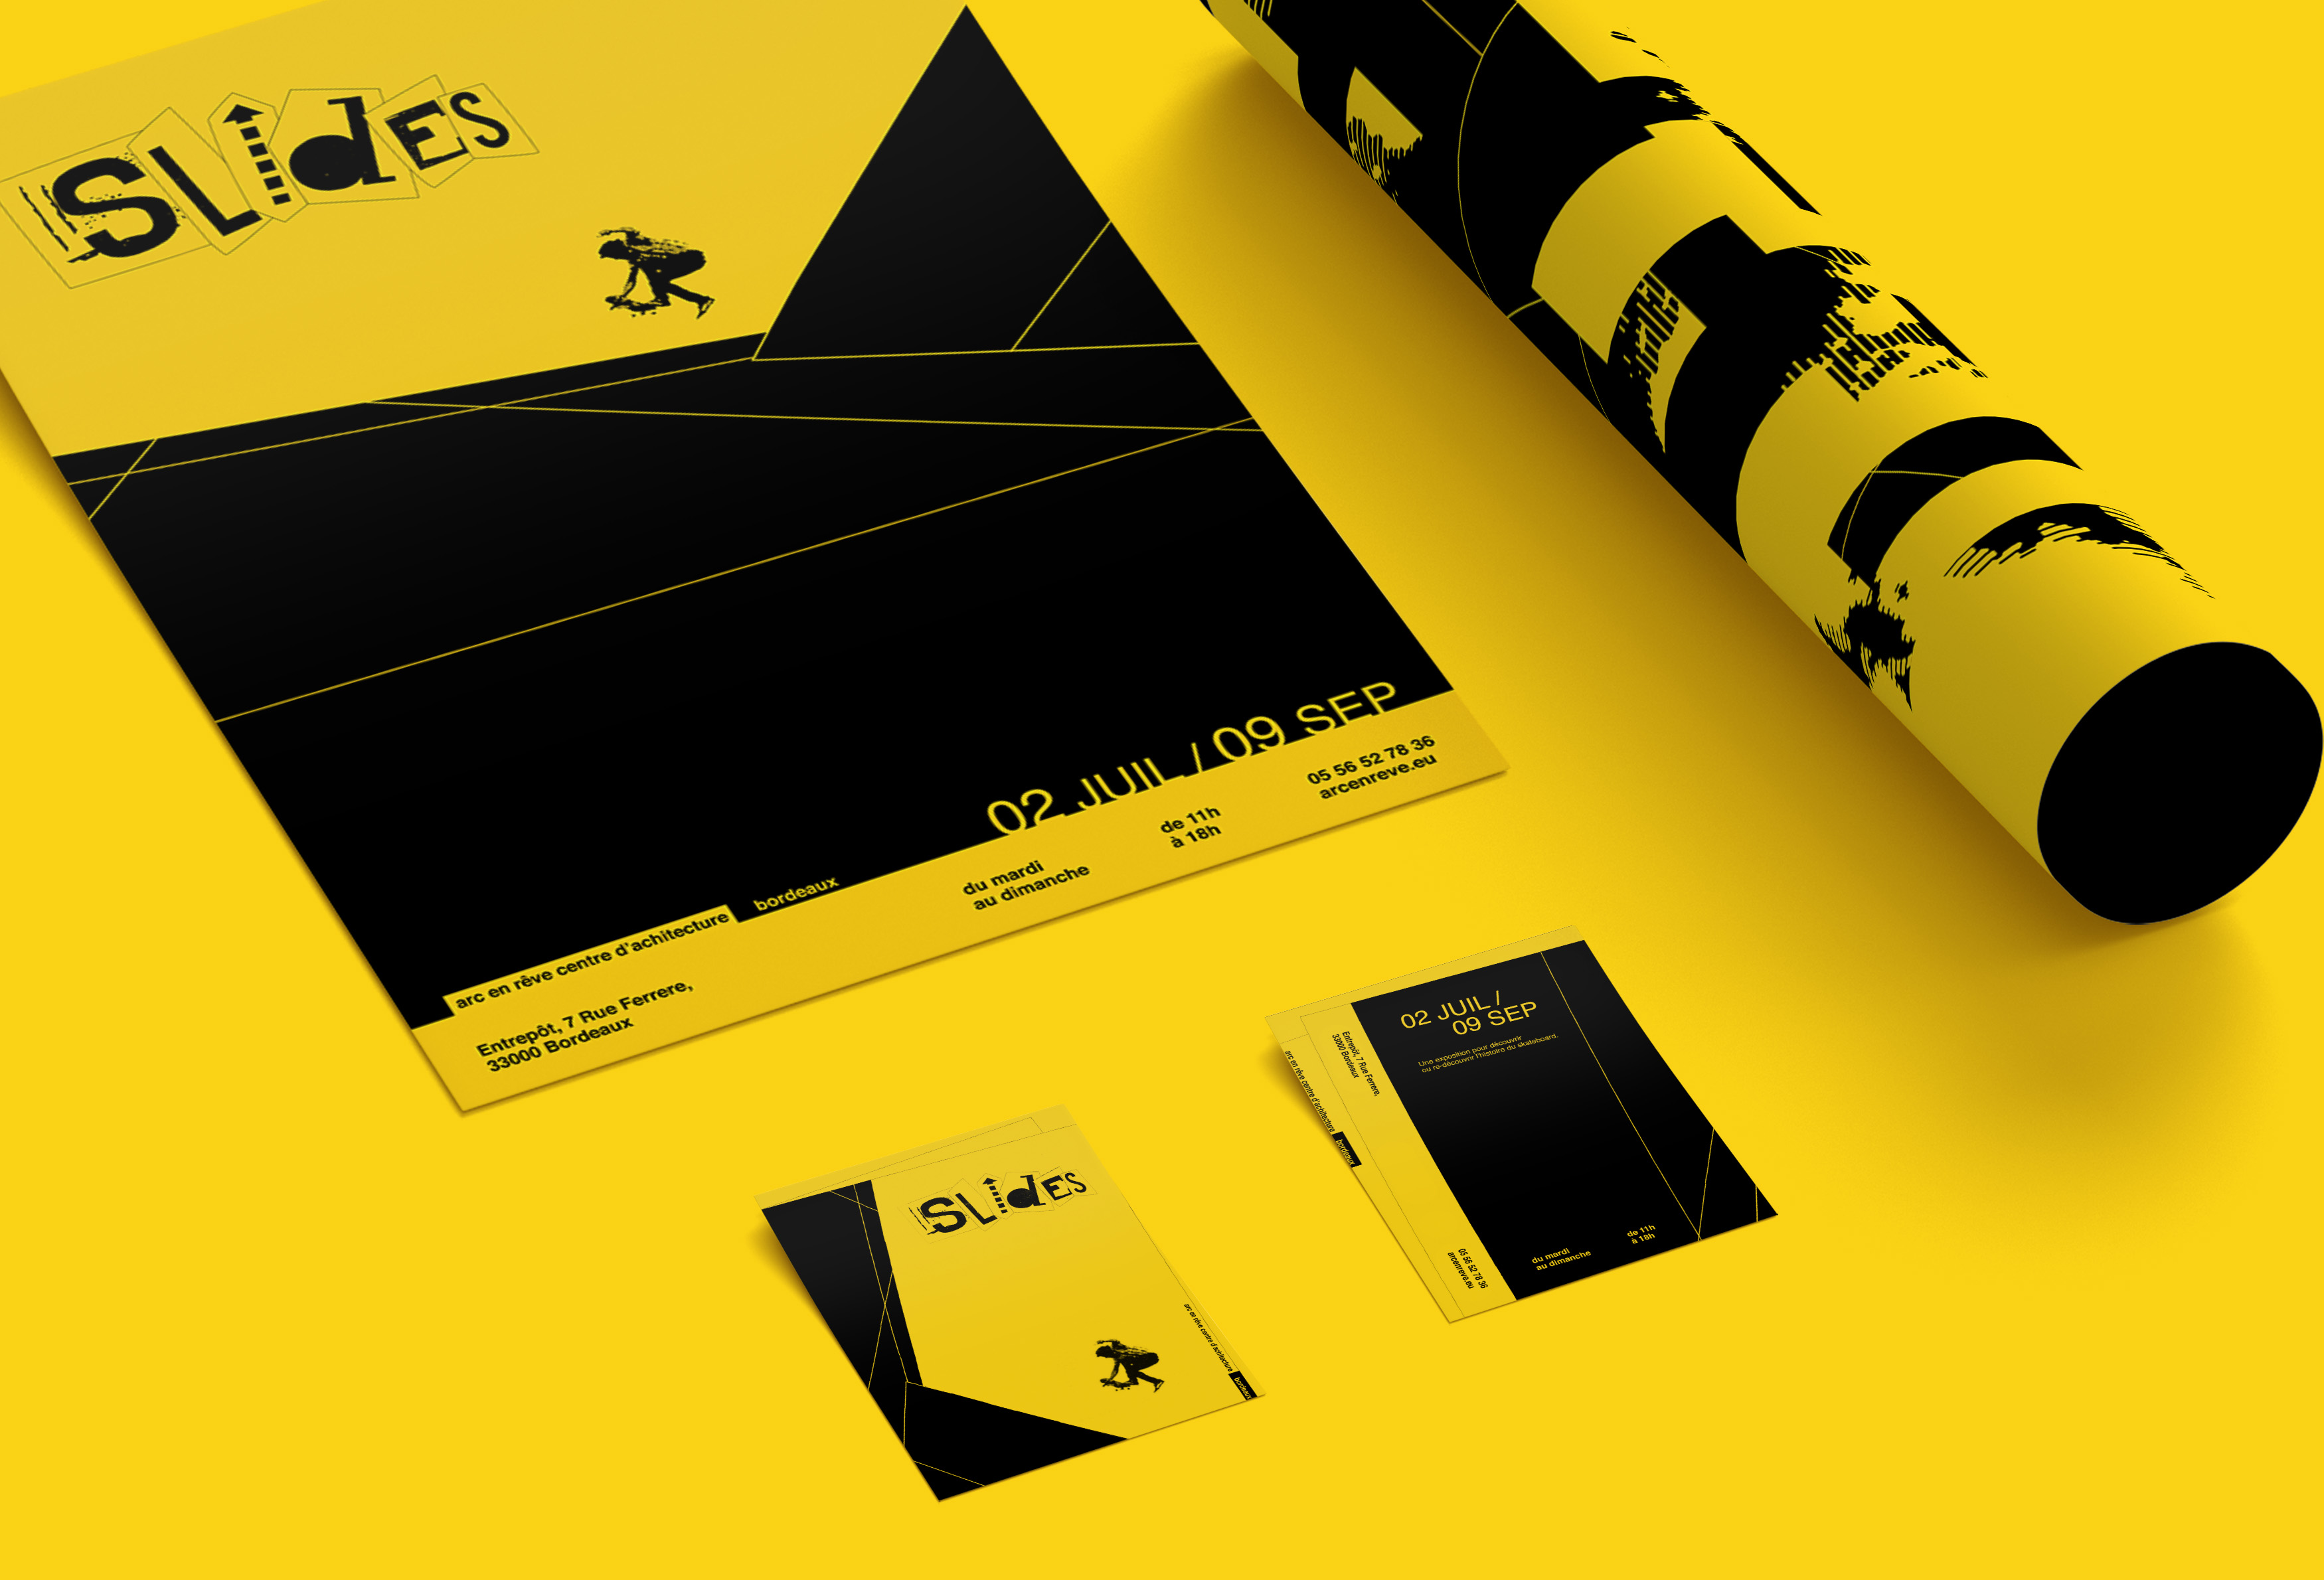 SLIdES
02 JUIL / 09 SEP
05 56 52 78 36
arcenreve.eu
de 11h
à 18h
du mardi
au dimanche
arc en rêve centre d'achitecture bordeaux
Entrepôt, 7 Rue Ferrere,
33000 Bordeaux
SLIdES
arc en rêve centre d'architecture bordeaux
02 JUIL /
09 SEP
Une exposition pour découvrir
ou re-découvrir l'histoire du skateboard.
Entrepôt, 7 Rue Ferrere,
33000 Bordeaux
arc en rêve centre d'architecture bordeaux
05 56 52 78 36
arcenreve.eu
du mardi
au dimanche
de 11h
à 18h